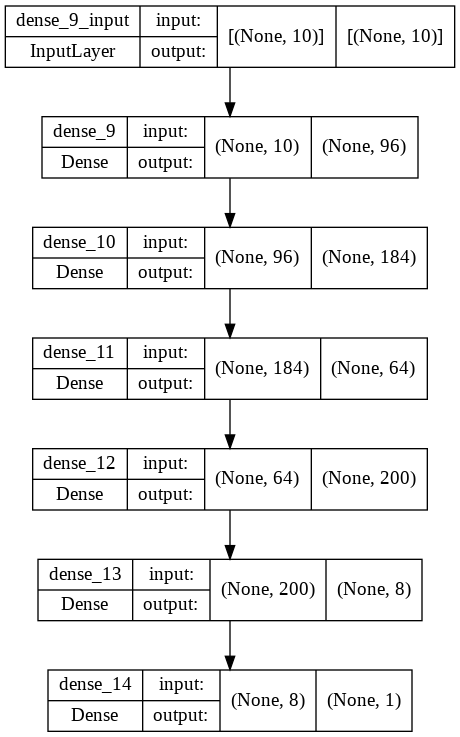 dense_9_input input: [(None, 10)] [(None, 10)]
InputLayer output:
dense_9 input: (None, 10) (None, 96)
Dense output:
dense_10 input: (None, 96) (None, 184)
Dense output:
dense_11 input: (None, 184) (None, 64)
Dense output:
dense_12 input: (None, 64) (None, 200)
Dense output:
dense_13 input: (None, 200) (None, 8)
Dense output:
dense_14 input: (None, 8) (None, 1)
Dense output: